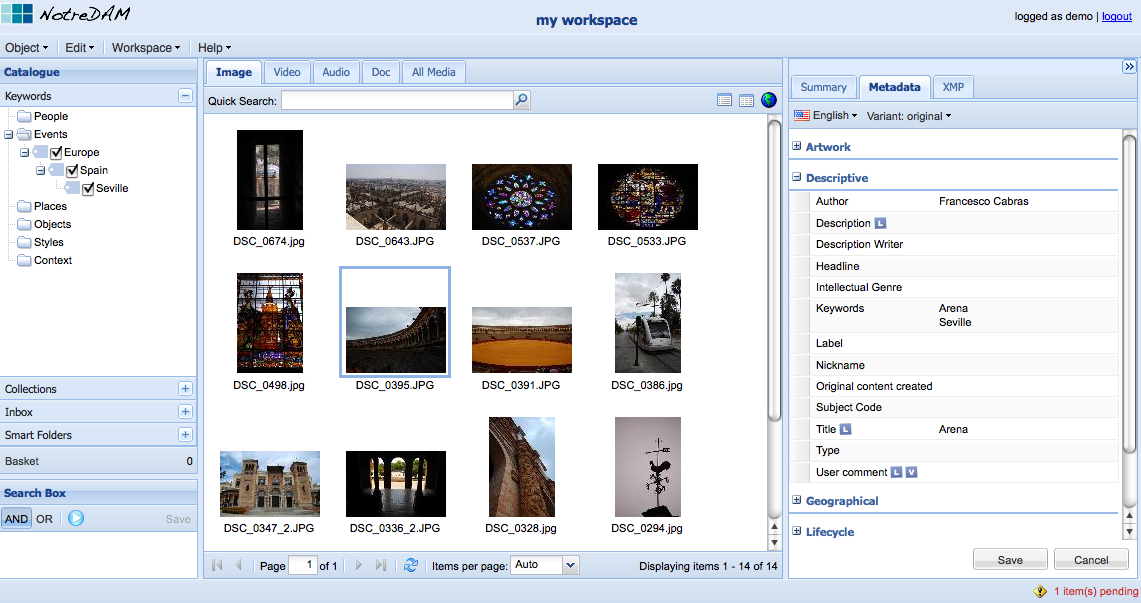 NotreDAM
my workspace
logged as demo | logout
Object
Edit
Workspace
Help
Catalogue
Keywords
People
Events
Europe
Spain
Seville
Places
Objects
Styles
Context
Collections
Inbox
Smart Folders
Basket 0
Search Box
AND OR Save
Image
Video
Audio
Doc
All Media
Quick Search:
DSC_0674.jpg
DSC_0643.JPG
DSC_0537.JPG
DSC_0533.JPG
DSC_0498.jpg
DSC_0395.JPG
DSC_0391.JPG
DSC_0386.jpg
DSC_0347_2.JPG
DSC_0336_2.JPG
DSC_0328.jpg
DSC_0294.jpg
Page 1 of 1
Items per page: Auto
Displaying items 1 - 14 of 14
Summary
Metadata
XMP
English
Variant: original
Artwork
Descriptive
Author Francesco Cabras
Description L
Description Writer
Headline
Intellectual Genre
Keywords Arena
Seville
Label
Nickname
Original content created
Subject Code
Title L Arena
Type
User comment L V
Geographical
Lifecycle
Save
Cancel
1 item(s) pending